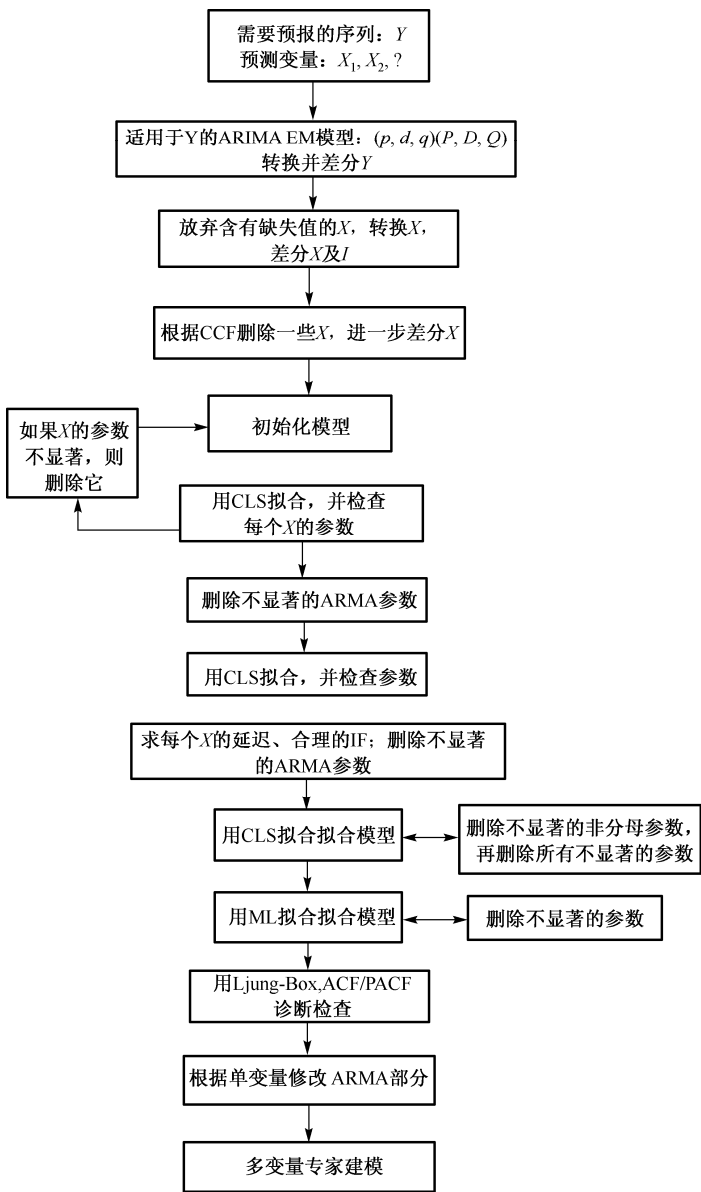 需要预报的序列：Y
预测变量：X₁, X₂, ?
适用于Y的ARIMA EM模型：(p, d, q)(P, D, Q)
转换并差分Y
放弃含有缺失值的X，转换X，
差分X及I
根据CCF删除一些X，进一步差分X
初始化模型
如果X的参数
不显著，则
删除它
用CLS拟合，并检查
每个X的参数
删除不显著的ARMA参数
用CLS拟合，并检查参数
求每个X的延迟、合理的IF；删除不显著
的ARMA参数
用CLS拟合拟合模型
删除不显著的非分母参数，
再删除所有不显著的参数
用ML拟合拟合模型
删除不显著的参数
用Ljung-Box,ACF/PACF
诊断检查
根据单变量修改 ARMA部分
多变量专家建模